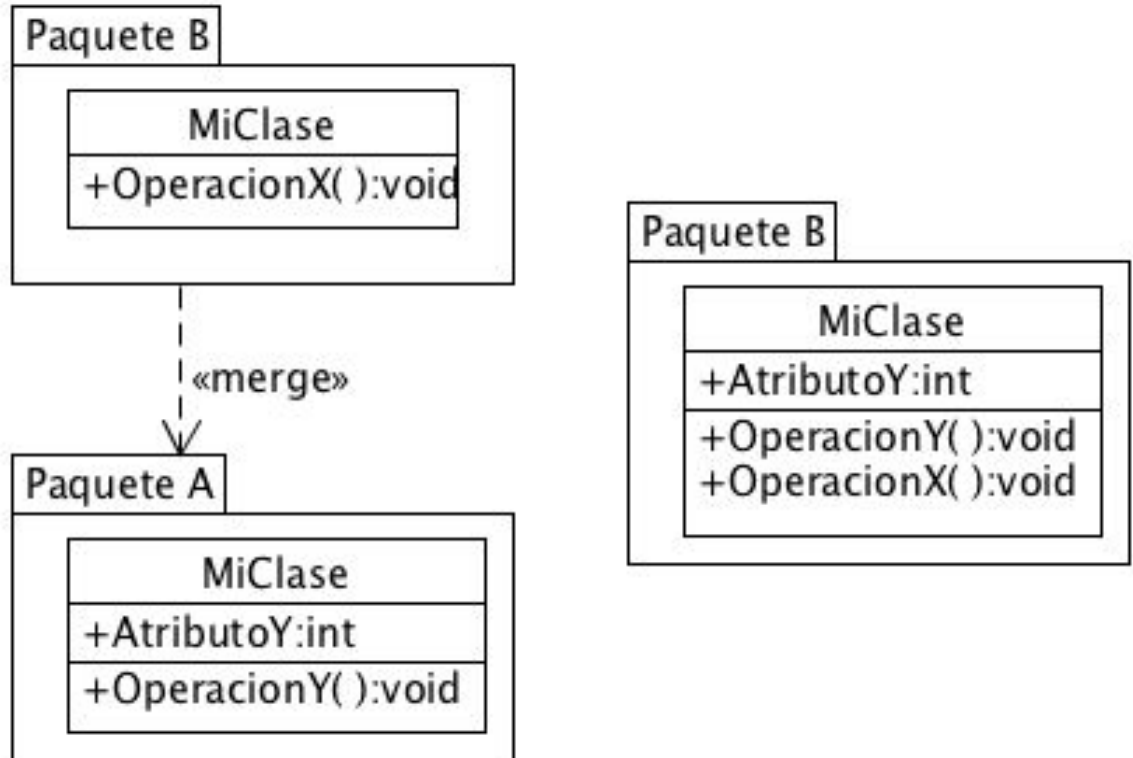 Paquete B
MiClase
+OperacionX( ):void
«merge»
Paquete A
MiClase
+AtributoY:int
+OperacionY( ):void
Paquete B
MiClase
+AtributoY:int
+OperacionY( ):void
+OperacionX( ):void